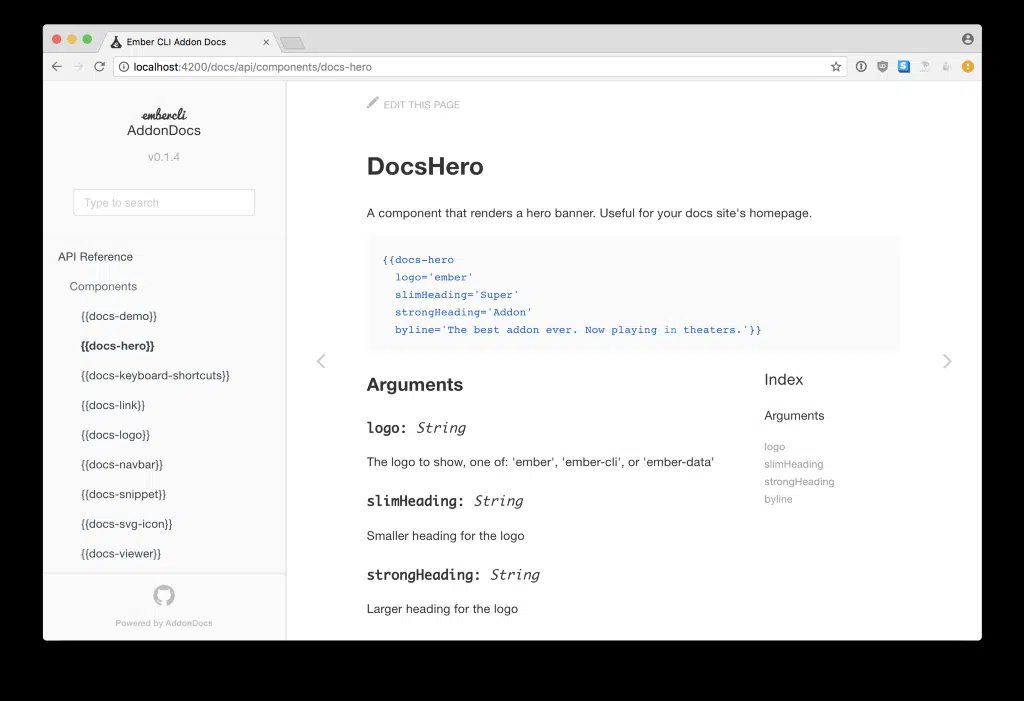 Ember CLI Addon Docs
localhost:4200/docs/api/components/docs-hero
embercli
AddonDocs
v0.1.4
Type to search
API Reference
Components
{{docs-demo}}
{{docs-hero}}
{{docs-keyboard-shortcuts}}
{{docs-link}}
{{docs-logo}}
{{docs-navbar}}
{{docs-snippet}}
{{docs-svg-icon}}
{{docs-viewer}}
Powered by AddonDocs
EDIT THIS PAGE
DocsHero
A component that renders a hero banner. Useful for your docs site's homepage.
{{docs-hero
logo='ember'
slimHeading='Super'
strongHeading='Addon'
byline='The best addon ever. Now playing in theaters.'}}
Arguments
logo: String
The logo to show, one of: 'ember', 'ember-cli', or 'ember-data'
slimHeading: String
Smaller heading for the logo
strongHeading: String
Larger heading for the logo
Index
Arguments
logo
slimHeading
strongHeading
byline